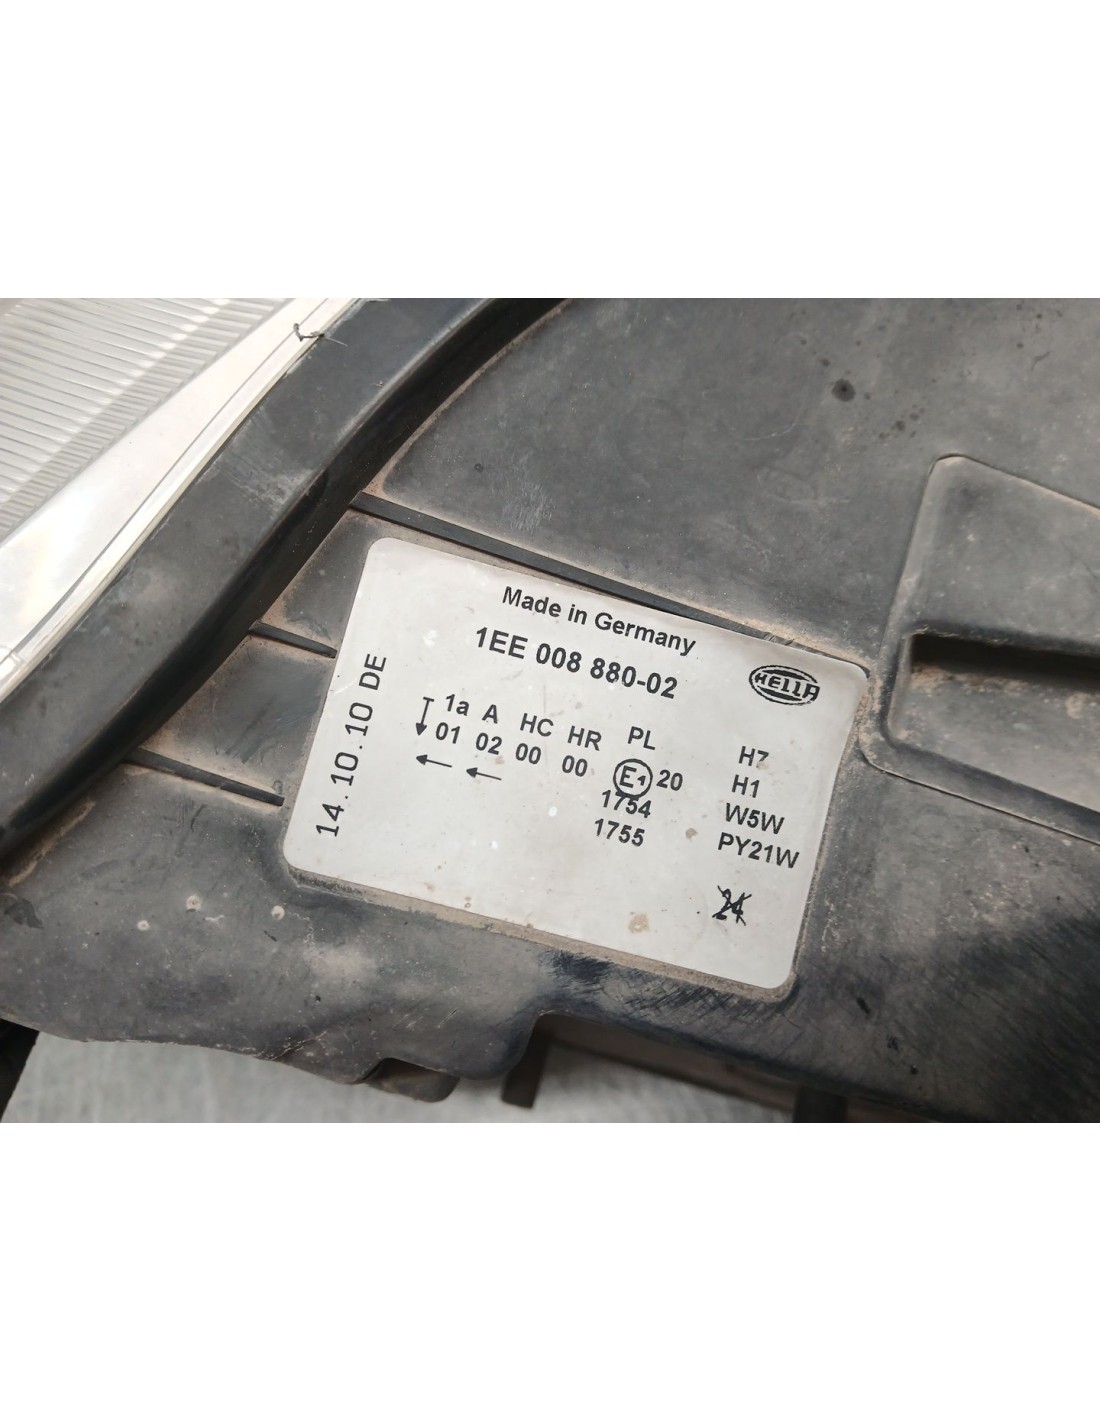 Made in Germany
1EE 008 880-02
HELLA
14.10.10 DE
1a A HC HR PL
01 02 00 00 E1 20
1754
1755
H7
H1
W5W
PY21W
24